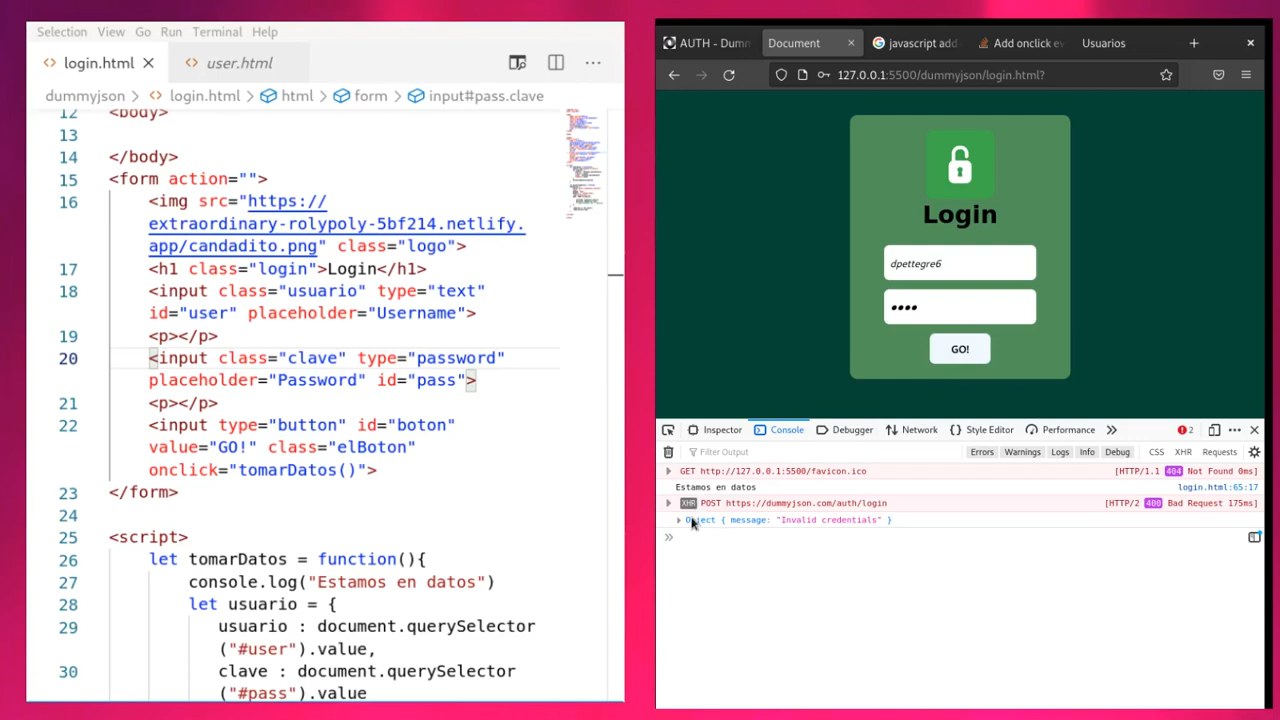 Selection View Go Run Terminal Help
login.html
user.html
dummyjson > login.html > html > form > input#pass.clave
12 <body>
13
14 </body>
15 <form action="">
16 <img src="https://
extraordinary-rolypoly-5bf214.netlify.
app/candadito.png" class="logo">
17 <h1 class="login">Login</h1>
18 <input class="usuario" type="text"
id="user" placeholder="Username">
19 <p></p>
20 <input class="clave" type="password"
placeholder="Password" id="pass">
21 <p></p>
22 <input type="button" id="boton"
value="GO!" class="elBoton"
onclick="tomarDatos()">
23 </form>
24
25 <script>
26 let tomarDatos = function(){
27 console.log("Estamos en datos")
28 let usuario = {
29 usuario : document.querySelector
("#user").value,
30 clave : document.querySelector
("#pass").value
AUTH - Dumm
Document
javascript add
Add onclick ev
Usuarios
127.0.0.1:5500/dummyjson/login.html?
Login
dpettegre6
GO!
Inspector Console Debugger Network Style Editor Performance 2
Filter Output Errors Warnings Logs Info Debug CSS XHR Requests
GET http://127.0.0.1:5500/favicon.ico [HTTP/1.1 404 Not Found 0ms]
Estamos en datos login.html:65:17
XHR POST https://dummyjson.com/auth/login [HTTP/2 400 Bad Request 175ms]
Object { message: "Invalid credentials" }